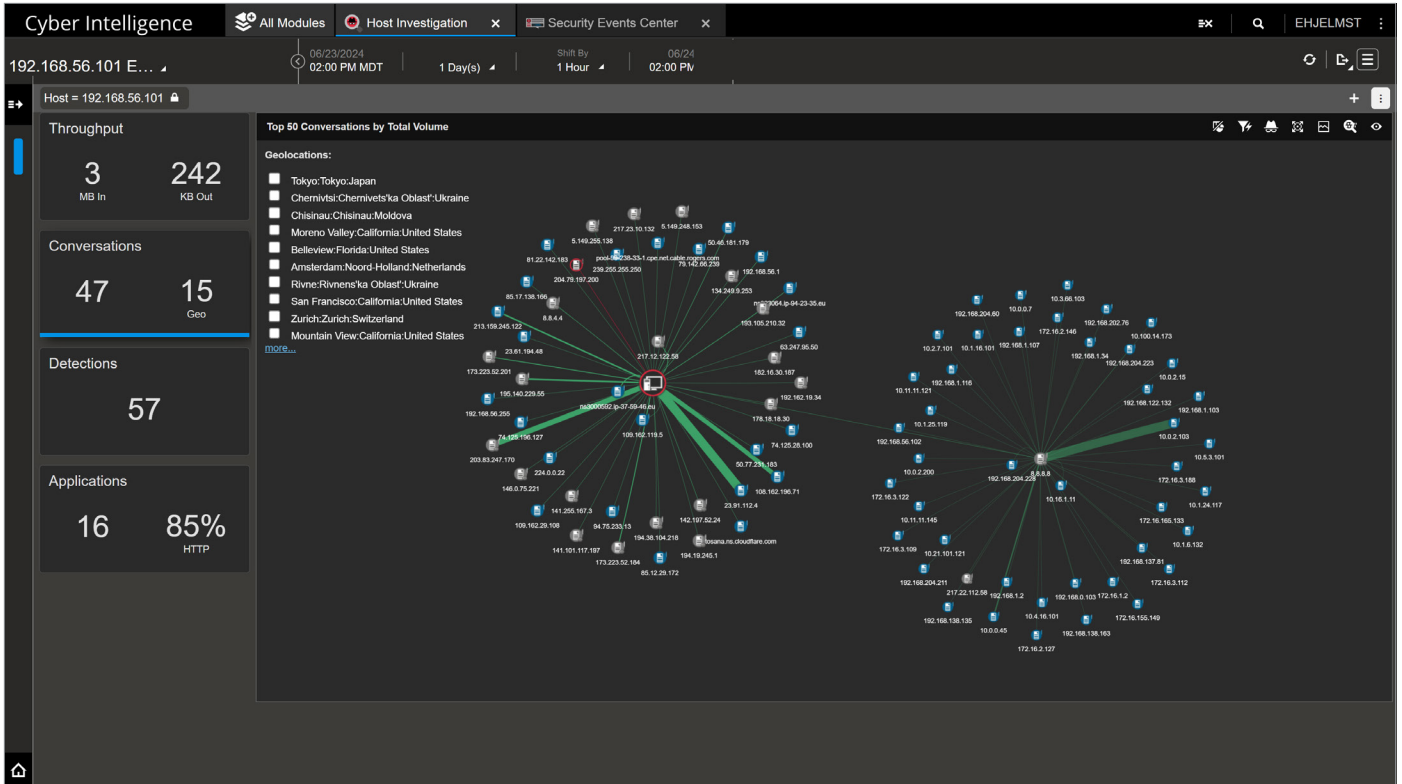 Cyber Intelligence
All Modules
Host Investigation
Security Events Center
EHJELMST
192.168.56.101 E...
06/23/2024
02:00 PM MDT
1 Day(s)
Shift By
1 Hour
06/24
02:00 PM
Host = 192.168.56.101
Throughput
3
MB In
242
KB Out
Conversations
47
15
Geo
Detections
57
Applications
16
85%
HTTP
Top 50 Conversations by Total Volume
Geolocations:
Tokyo:Tokyo:Japan
Chernivtsi:Chernivets'ka Oblast':Ukraine
Chisinau:Chisinau:Moldova
Moreno Valley:California:United States
Belleview:Florida:United States
Amsterdam:Noord-Holland:Netherlands
Rivne:Rivnens'ka Oblast':Ukraine
San Francisco:California:United States
Zurich:Zurich:Switzerland
Mountain View:California:United States
more...
217.23.10.132
5.149.248.153
5.149.255.138
50.46.181.179
81.22.142.183
pool-98-238-33-1.cpe.net.cable.rogers.com
79.142.66.239
239.255.255.250
192.168.56.1
204.79.197.200
134.249.9.253
85.17.138.166
8.8.4.4
193.105.210.32
213.159.245.122
23.61.194.48
63.247.95.50
217.12.122.58
173.223.52.201
182.16.30.187
195.140.229.55
192.162.19.34
192.168.56.255
ns3000592.ip-37-59-46.eu
178.18.18.30
74.125.196.127
109.162.119.5
74.125.28.100
203.83.247.170
50.77.231.183
224.0.0.22
146.0.75.221
108.162.196.71
23.91.112.4
141.255.167.3
109.162.29.108
94.75.233.13
142.197.52.24
194.38.104.218
tosana.ns.cloudflare.com
141.101.117.197
173.223.52.184
194.19.245.1
85.12.29.172
10.3.66.103
10.0.0.7
192.168.204.60
192.168.202.76
172.16.2.146
10.100.14.173
10.2.7.101
10.1.16.101
192.168.1.107
192.168.1.34
192.168.204.223
10.0.2.15
10.11.11.121
192.168.1.116
192.168.122.132
192.168.1.103
10.1.25.119
10.0.2.103
192.168.56.102
10.5.3.101
10.0.2.200
192.168.204.228
8.8.8.8
172.16.3.188
172.16.3.122
10.16.1.11
10.1.24.117
10.11.11.145
172.16.165.133
172.16.3.109
10.21.101.121
10.1.6.132
192.168.137.81
192.168.204.211
172.16.3.112
217.22.112.58
192.168.1.2
192.168.0.103
172.16.1.2
192.168.138.135
10.4.16.101
172.16.155.149
10.0.0.45
192.168.138.163
172.16.2.127